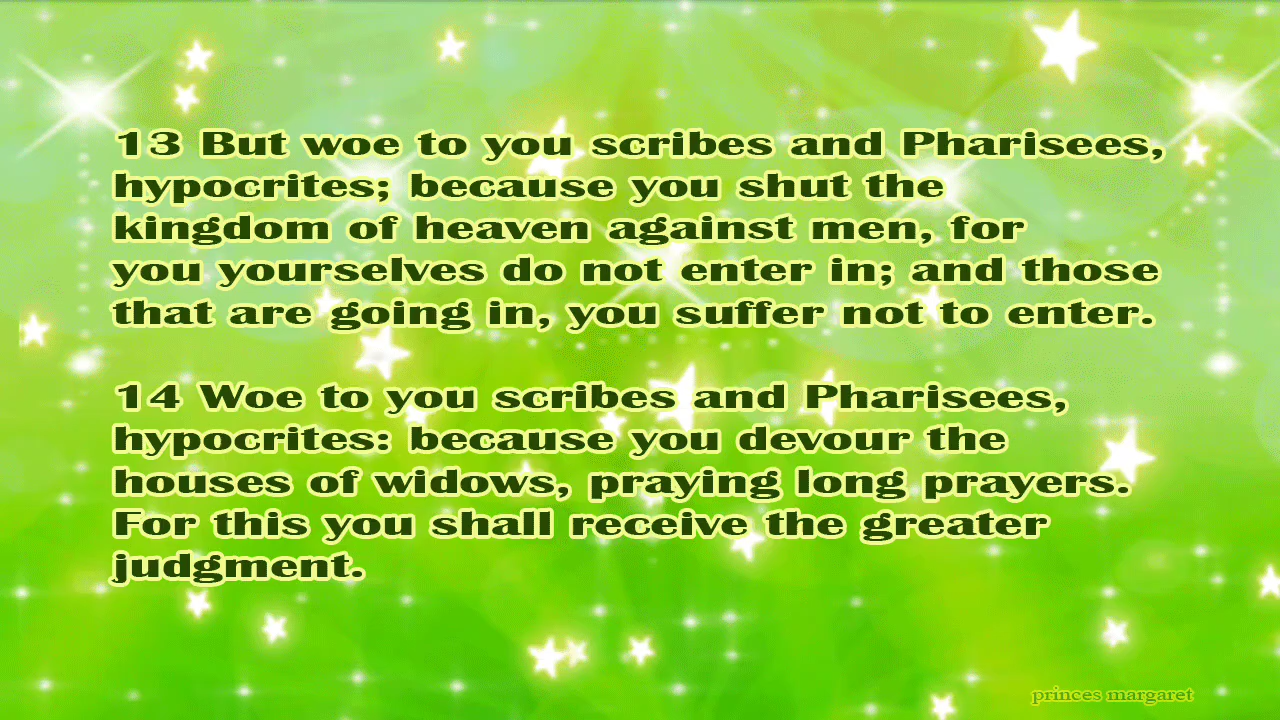 13 But woe to you scribes and Pharisees,
hypocrites; because you shut the
kingdom of heaven against men, for
you yourselves do not enter in; and those
that are going in, you suffer not to enter.
14 Woe to you scribes and Pharisees,
hypocrites: because you devour the
houses of widows, praying long prayers.
For this you shall receive the greater
judgment.
princes margaret